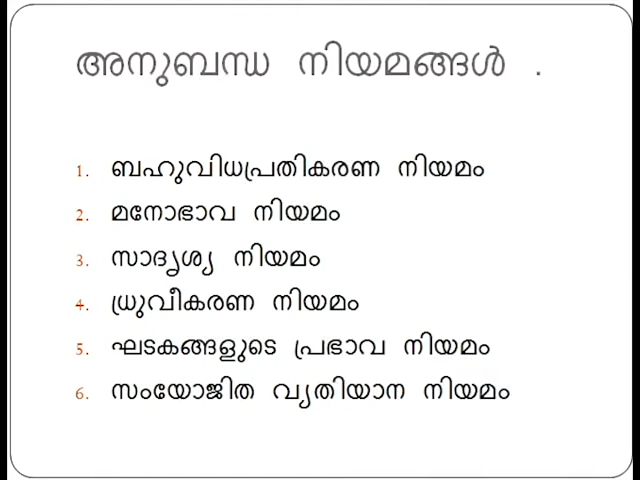 അനുബന്ധ നിയമങ്ങൾ .
1. ബഹുവിധപ്രതികരണ നിയമം
2. മനോഭാവ നിയമം
3. സാദൃശ്യ നിയമം
4. ധ്രുവീകരണ നിയമം
5. ഘടകങ്ങളുടെ പ്രഭാവ നിയമം
6. സംയോജിത വ്യതിയാന നിയമം